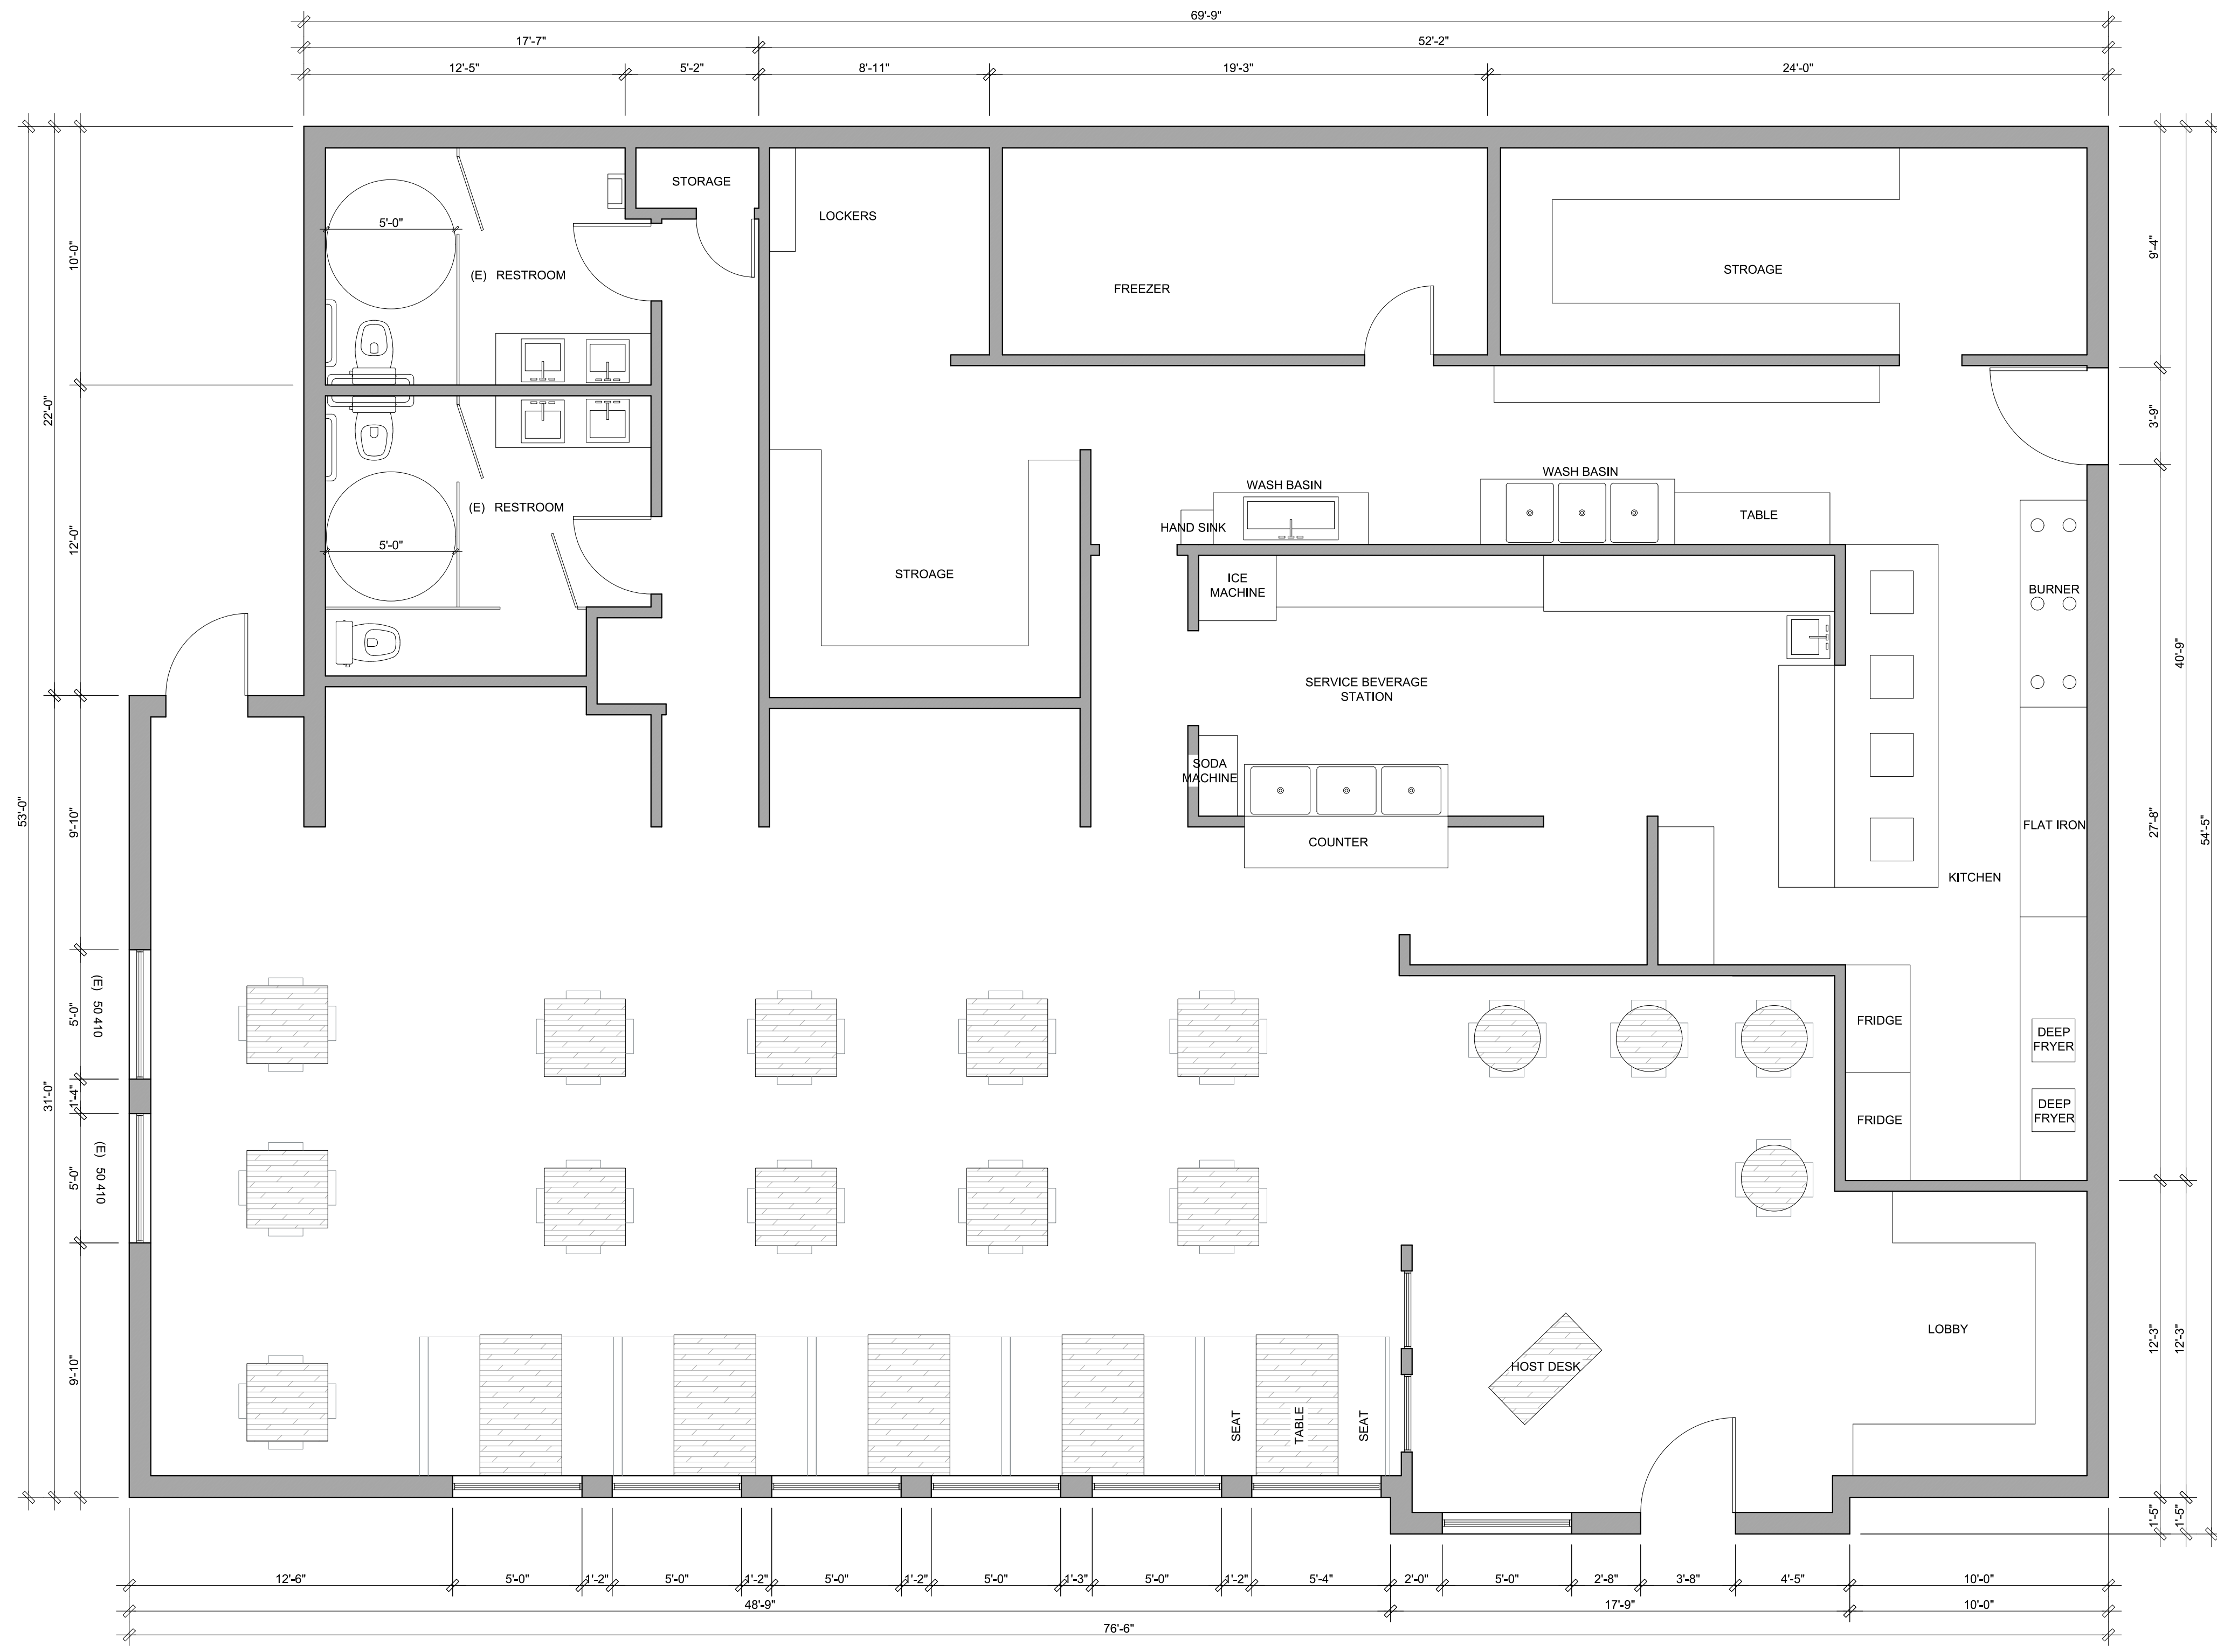 69'-9"
17'-7"
52'-2"
12'-5"
5'-2"
8'-11"
19'-3"
24'-0"
STORAGE
LOCKERS
5'-0"
(E) RESTROOM
FREEZER
STROAGE
10'-0"
22'-0"
9'-4"
3'-9"
WASH BASIN
WASH BASIN
HAND SINK
TABLE
(E) RESTROOM
5'-0"
12'-0"
STROAGE
ICE
MACHINE
BURNER
SERVICE BEVERAGE
STATION
40'-9"
SODA
MACHINE
COUNTER
FLAT IRON
KITCHEN
53'-0"
9'-10"
27'-8"
54'-5"
5'-0"
(E) 50 410
1'-4"
31'-0"
5'-0"
(E) 50 410
FRIDGE
DEEP
FRYER
FRIDGE
DEEP
FRYER
9'-10"
LOBBY
HOST DESK
12'-3"
12'-3"
SEAT
TABLE
SEAT
1'-5"
1'-5"
12'-6"
5'-0"
1'-2"
5'-0"
1'-2"
5'-0"
1'-2"
5'-0"
1'-3"
5'-0"
1'-2"
5'-4"
2'-0"
5'-0"
2'-8"
3'-8"
4'-5"
10'-0"
48'-9"
17'-9"
10'-0"
76'-6"